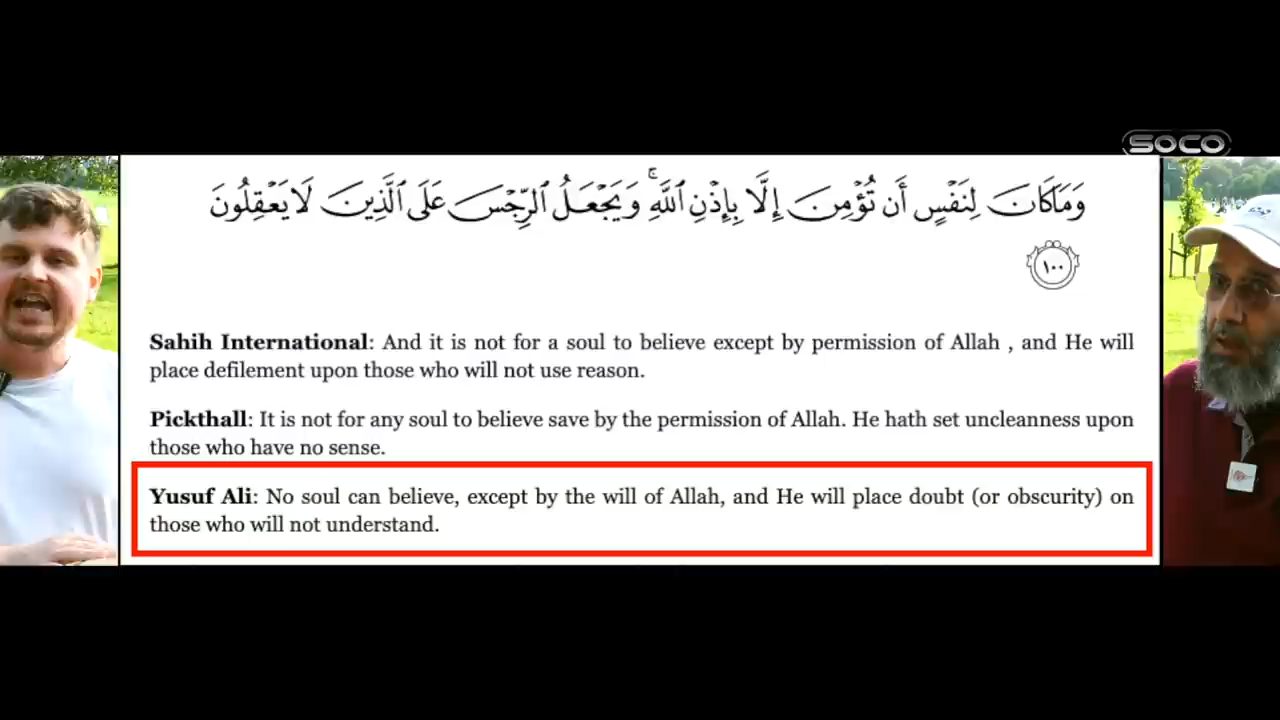 SOCO
وَمَا كَانَ لِنَفْسٍ أَن تُؤْمِنَ إِلَّا بِإِذْنِ ٱللَّهِ ۚ وَيَجْعَلُ ٱلرِّجْسَ عَلَى ٱلَّذِينَ لَا يَعْقِلُونَ
١٠٠
Sahih International: And it is not for a soul to believe except by permission of Allah , and He will
place defilement upon those who will not use reason.
Pickthall: It is not for any soul to believe save by the permission of Allah. He hath set uncleanness upon
those who have no sense.
Yusuf Ali: No soul can believe, except by the will of Allah, and He will place doubt (or obscurity) on
those who will not understand.